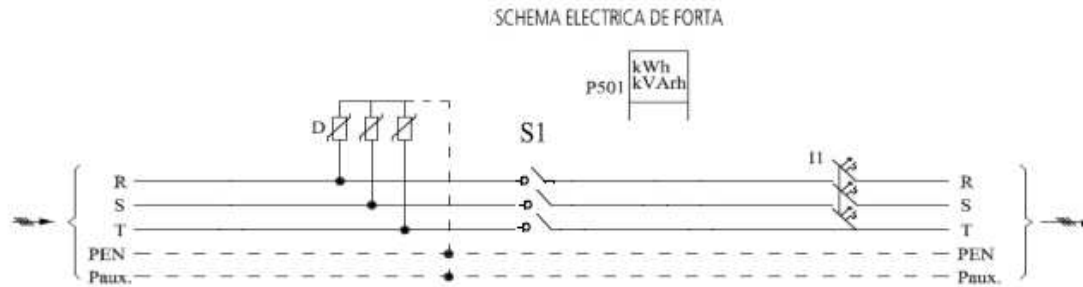 SCHEMA ELECTRICA DE FORTA
kWh
P501 kVArh
D
S1
I1
R R
S S
T T
PEN PEN
Paux. Paux.